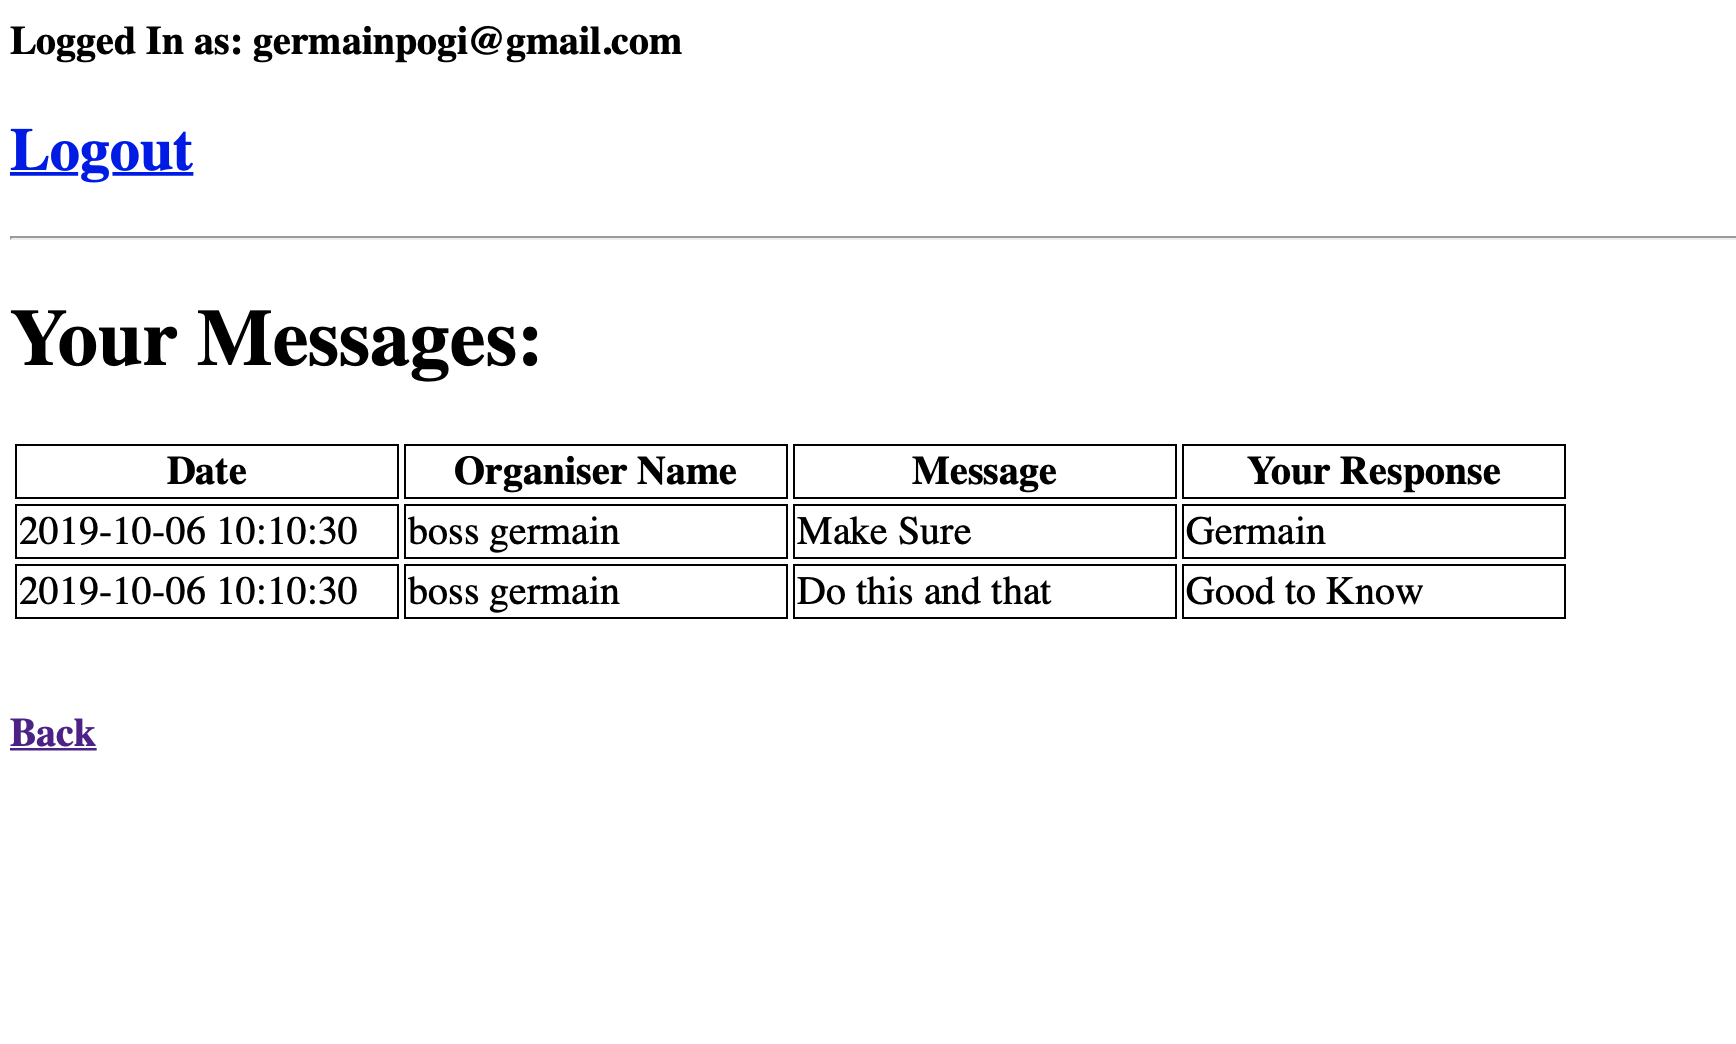 Logged In as: germainpogi@gmail.com
Logout
Your Messages:
Date Organiser Name Message Your Response
2019-10-06 10:10:30 boss germain Make Sure Germain
2019-10-06 10:10:30 boss germain Do this and that Good to Know
Back